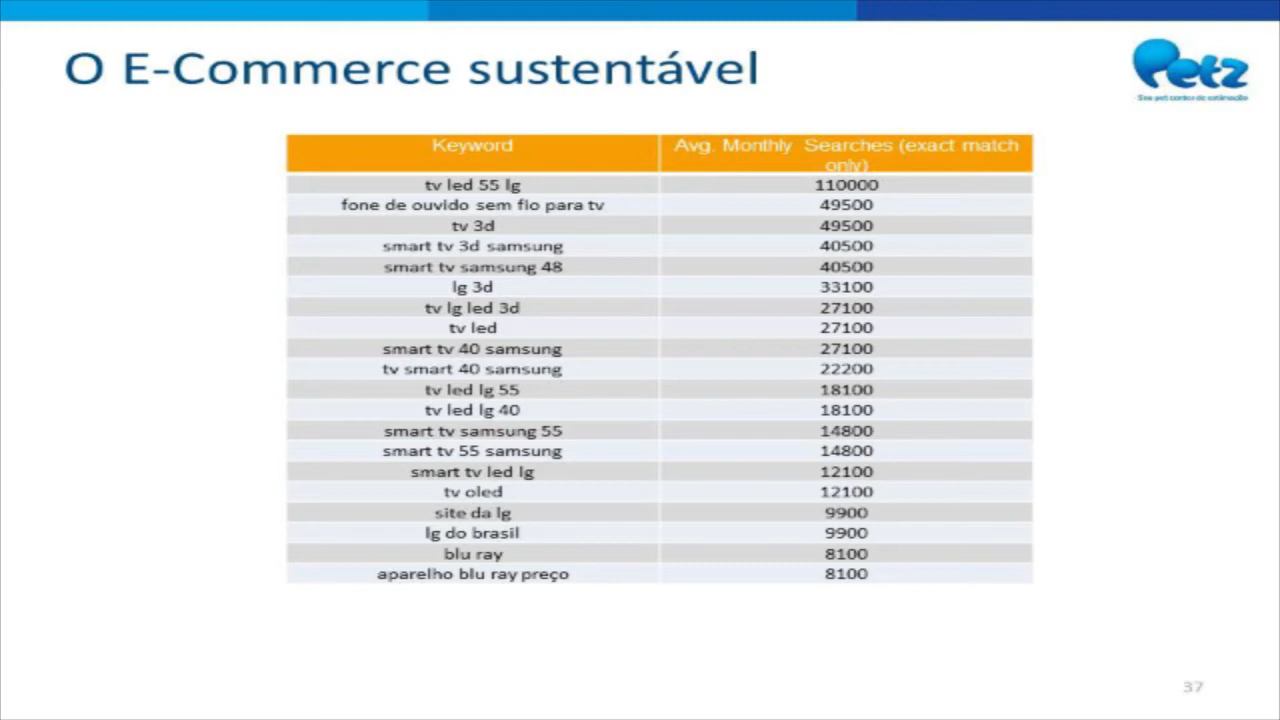 O E-Commerce sustentável
Petz
Seu pet center de estimação
Keyword Avg. Monthly Searches (exact match
only)
tv led 55 lg 110000
fone de ouvido sem fio para tv 49500
tv 3d 49500
smart tv 3d samsung 40500
smart tv samsung 48 40500
lg 3d 33100
tv lg led 3d 27100
tv led 27100
smart tv 40 samsung 27100
tv smart 40 samsung 22200
tv led lg 55 18100
tv led lg 40 18100
smart tv samsung 55 14800
smart tv 55 samsung 14800
smart tv led lg 12100
tv oled 12100
site da lg 9900
lg do brasil 9900
blu ray 8100
aparelho blu ray preço 8100
37